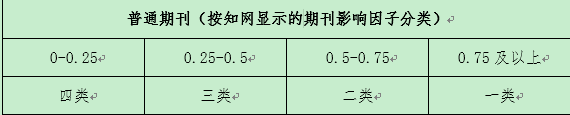 普通期刊（按知网显示的期刊影响因子分类）
0-0.25 0.25-0.5 0.5-0.75 0.75 及以上
四类 三类 二类 一类